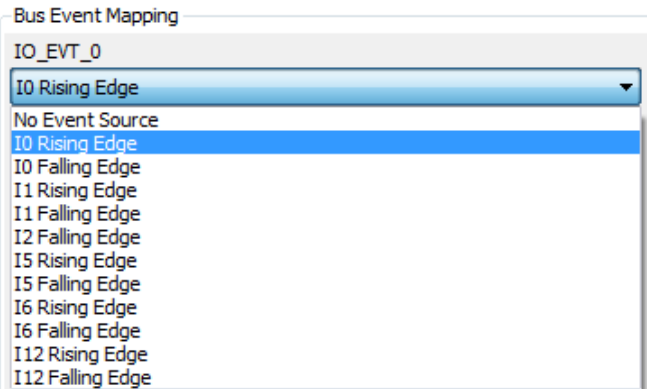 Bus Event Mapping
IO_EVT_0
I0 Rising Edge
No Event Source
I0 Rising Edge
I0 Falling Edge
I1 Rising Edge
I1 Falling Edge
I2 Falling Edge
I5 Rising Edge
I5 Falling Edge
I6 Rising Edge
I6 Falling Edge
I12 Rising Edge
I12 Falling Edge